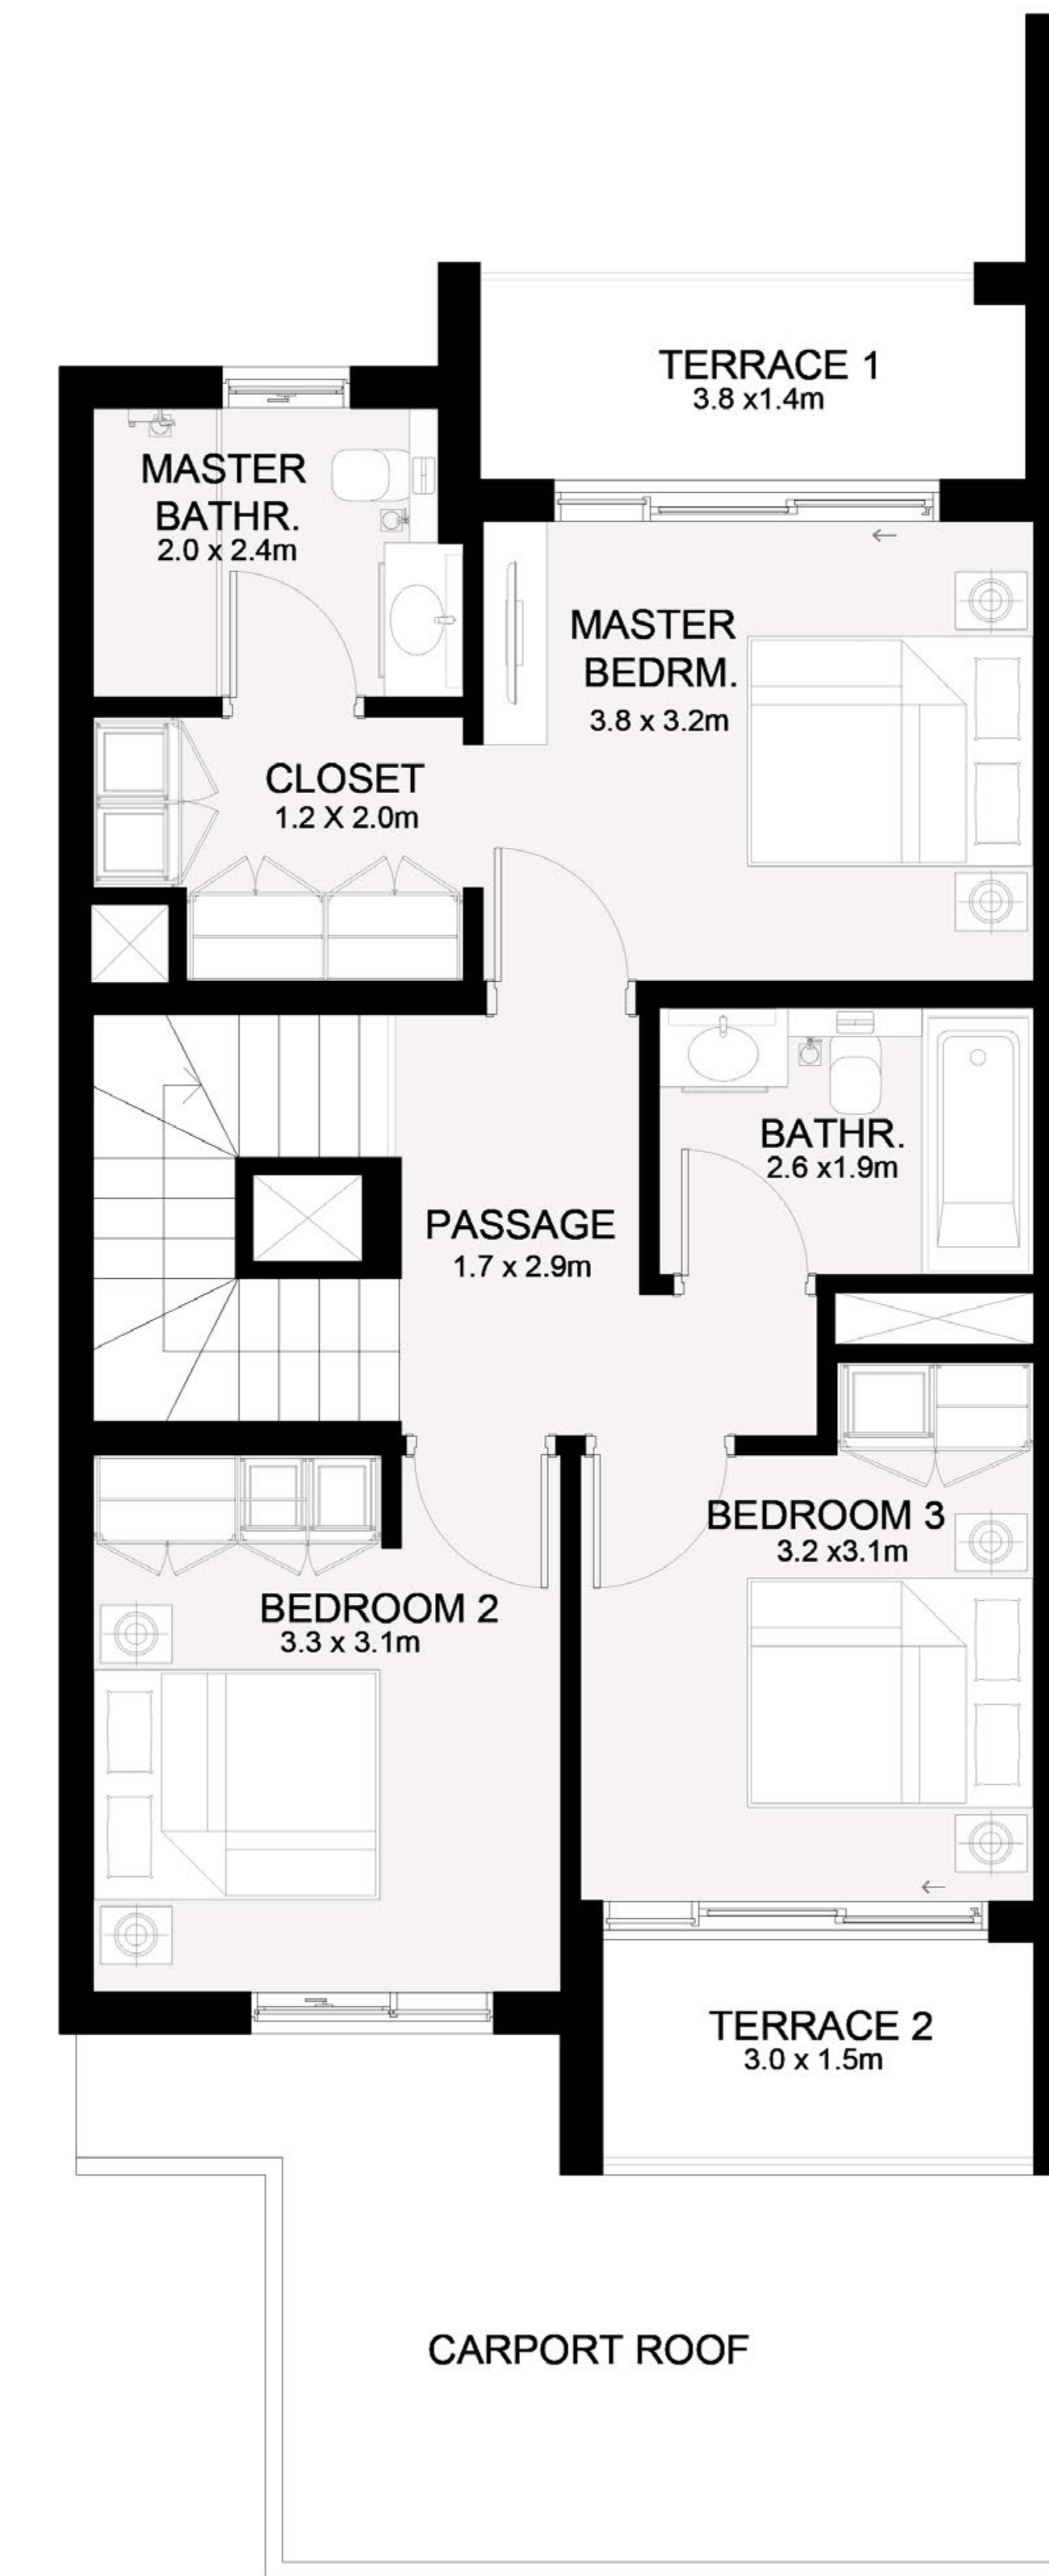 TERRACE 1
3.8 x1.4m
MASTER
BATHR.
2.0 x 2.4m
MASTER
BEDRM.
3.8 x 3.2m
CLOSET
1.2 X 2.0m
BATHR.
2.6 x1.9m
PASSAGE
1.7 x 2.9m
BEDROOM 3
3.2 x3.1m
BEDROOM 2
3.3 x 3.1m
TERRACE 2
3.0 x 1.5m
CARPORT ROOF